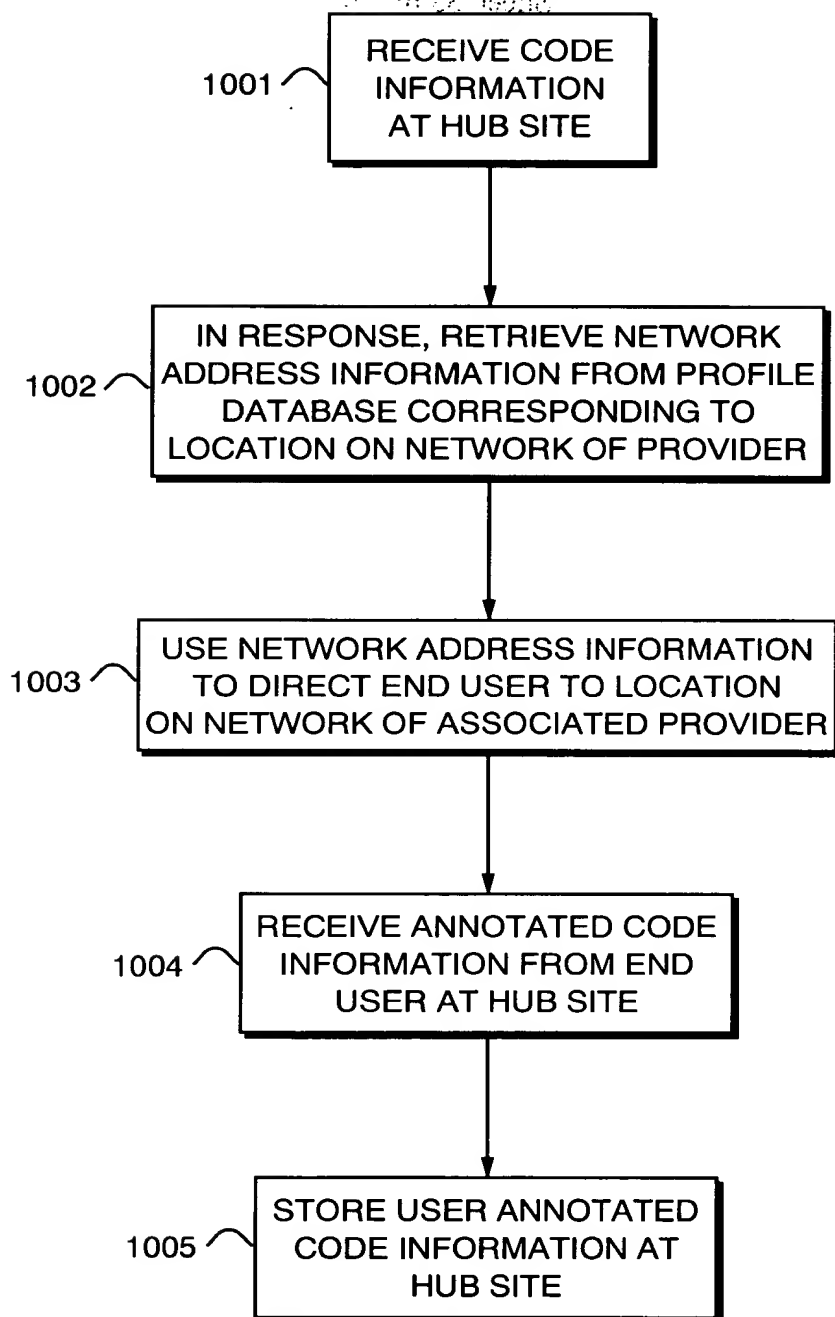 RECEIVE CODE
INFORMATION
AT HUB SITE
1001
IN RESPONSE, RETRIEVE NETWORK
ADDRESS INFORMATION FROM PROFILE
DATABASE CORRESPONDING TO
LOCATION ON NETWORK OF PROVIDER
1002
USE NETWORK ADDRESS INFORMATION
TO DIRECT END USER TO LOCATION
ON NETWORK OF ASSOCIATED PROVIDER
1003
RECEIVE ANNOTATED CODE
INFORMATION FROM END
USER AT HUB SITE
1004
STORE USER ANNOTATED
CODE INFORMATION AT
HUB SITE
1005